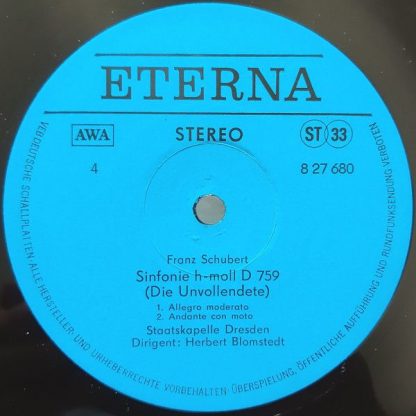 ETERNA
AWA
STEREO
ST 33
4
8 27 680
Franz Schubert
Sinfonie h-moll D 759
(Die Unvollendete)
1. Allegro moderato
2. Andante con moto
Staatskapelle Dresden
Dirigent: Herbert Blomstedt
VEB DEUTSCHE SCHALLPLATTEN · ALLE HERSTELLER- UND URHEBERRECHTE VORBEHALTEN · ÜBERSPIELUNG, ÖFFENTLICHE AUFFÜHRUNG UND RUNDFUNKSENDUNG VERBOTEN